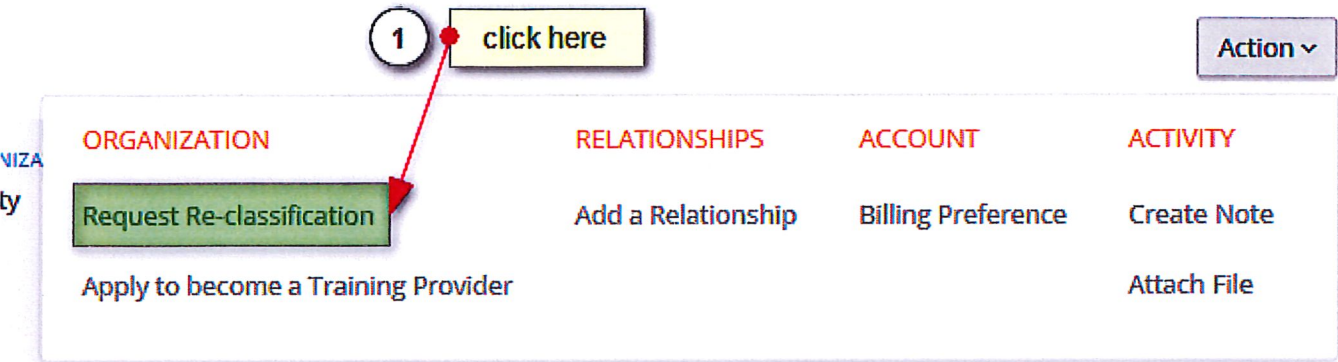 1 click here
Action
ORGANIZATION RELATIONSHIPS ACCOUNT ACTIVITY
NIZA
ty
Request Re-classification Add a Relationship Billing Preference Create Note
Apply to become a Training Provider Attach File